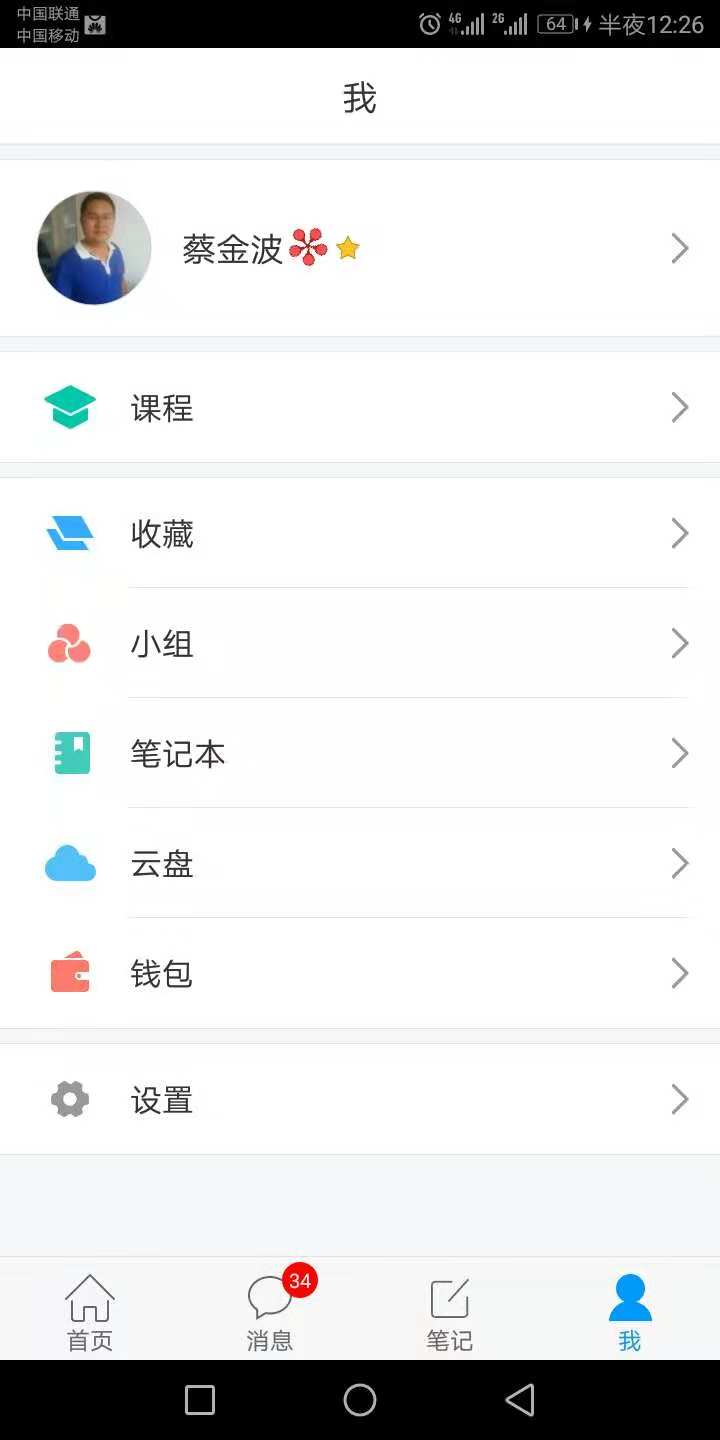 中国联通
中国移动
4G 2G 64 半夜12:26
我
蔡金波
课程
收藏
小组
笔记本
云盘
钱包
设置
34
首页 消息 笔记 我